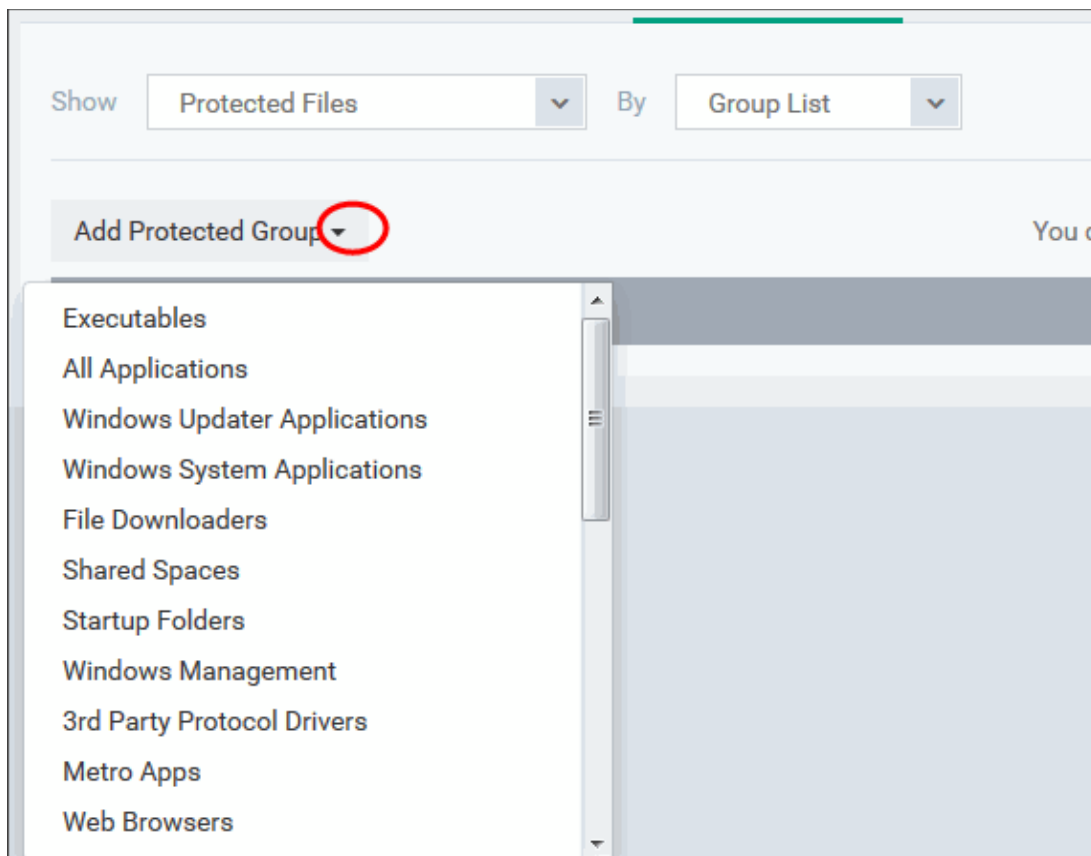 Show Protected Files By Group List
Add Protected Group You
Executables
All Applications
Windows Updater Applications
Windows System Applications
File Downloaders
Shared Spaces
Startup Folders
Windows Management
3rd Party Protocol Drivers
Metro Apps
Web Browsers